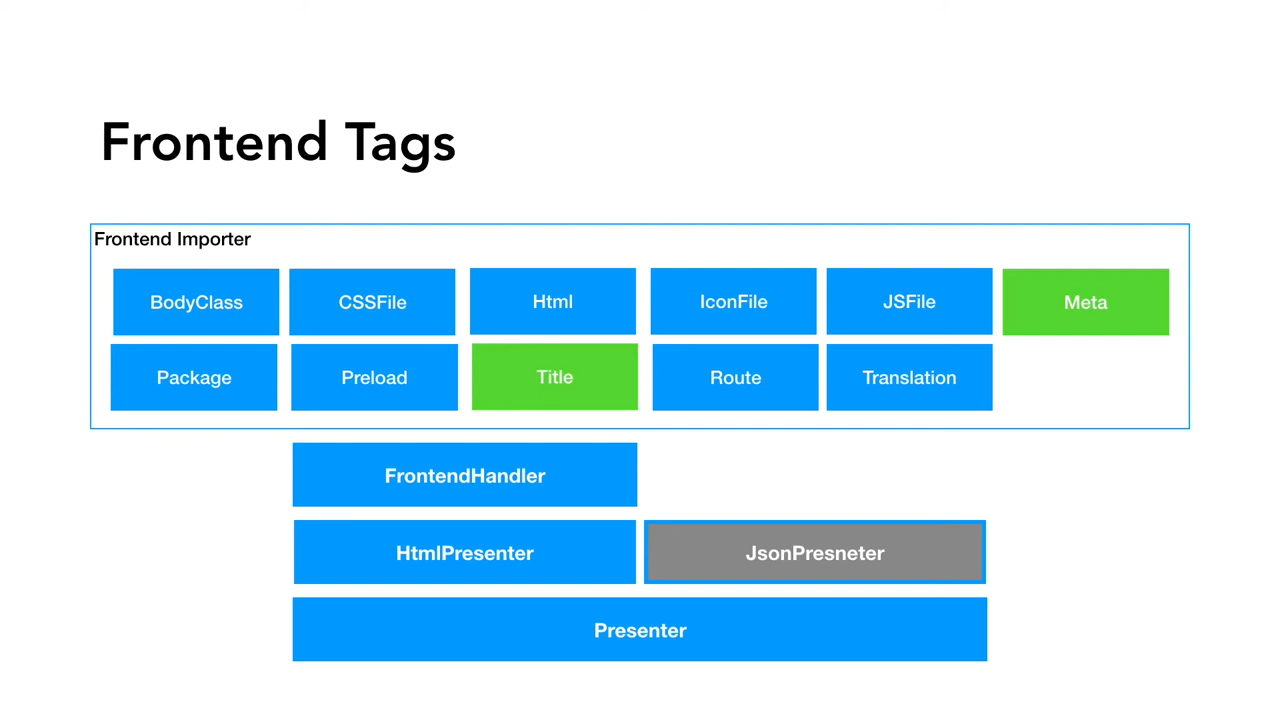 Frontend Tags
Frontend Importer
BodyClass
CSSFile
Html
IconFile
JSFile
Meta
Package
Preload
Title
Route
Translation
FrontendHandler
HtmlPresenter
JsonPresneter
Presenter